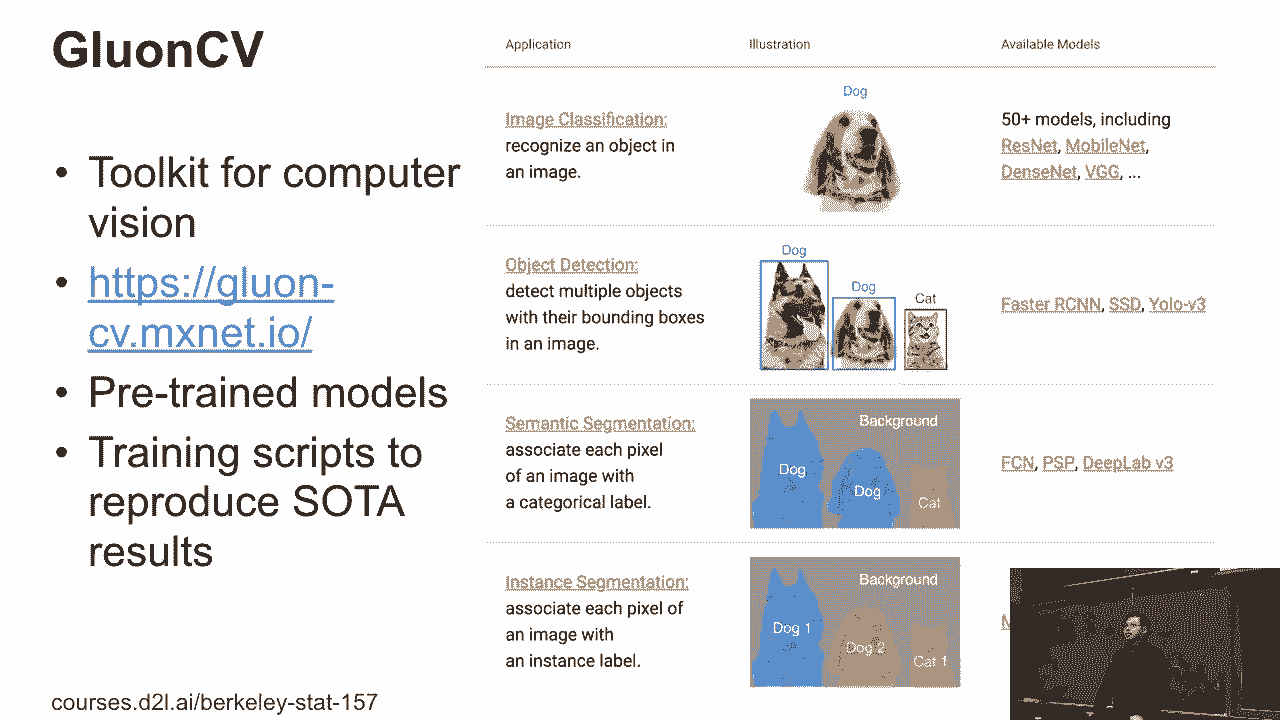 GluonCV
• Toolkit for computer
vision
• https://gluon-
cv.mxnet.io/
• Pre-trained models
• Training scripts to
reproduce SOTA
results
courses.d2l.ai/berkeley-stat-157
Application Illustration Available Models
Image Classification:
recognize an object in
an image.
Dog
50+ models, including
ResNet, MobileNet,
DenseNet, VGG, ...
Object Detection:
detect multiple objects
with their bounding boxes
in an image.
Dog
Dog
Cat
Faster RCNN, SSD, Yolo-v3
Semantic Segmentation:
associate each pixel
of an image with
a categorical label.
Background
Dog
Dog
Cat
FCN, PSP, DeepLab v3
Instance Segmentation:
associate each pixel of
an image with
an instance label.
Background
Dog 1
Dog 2
Cat 1